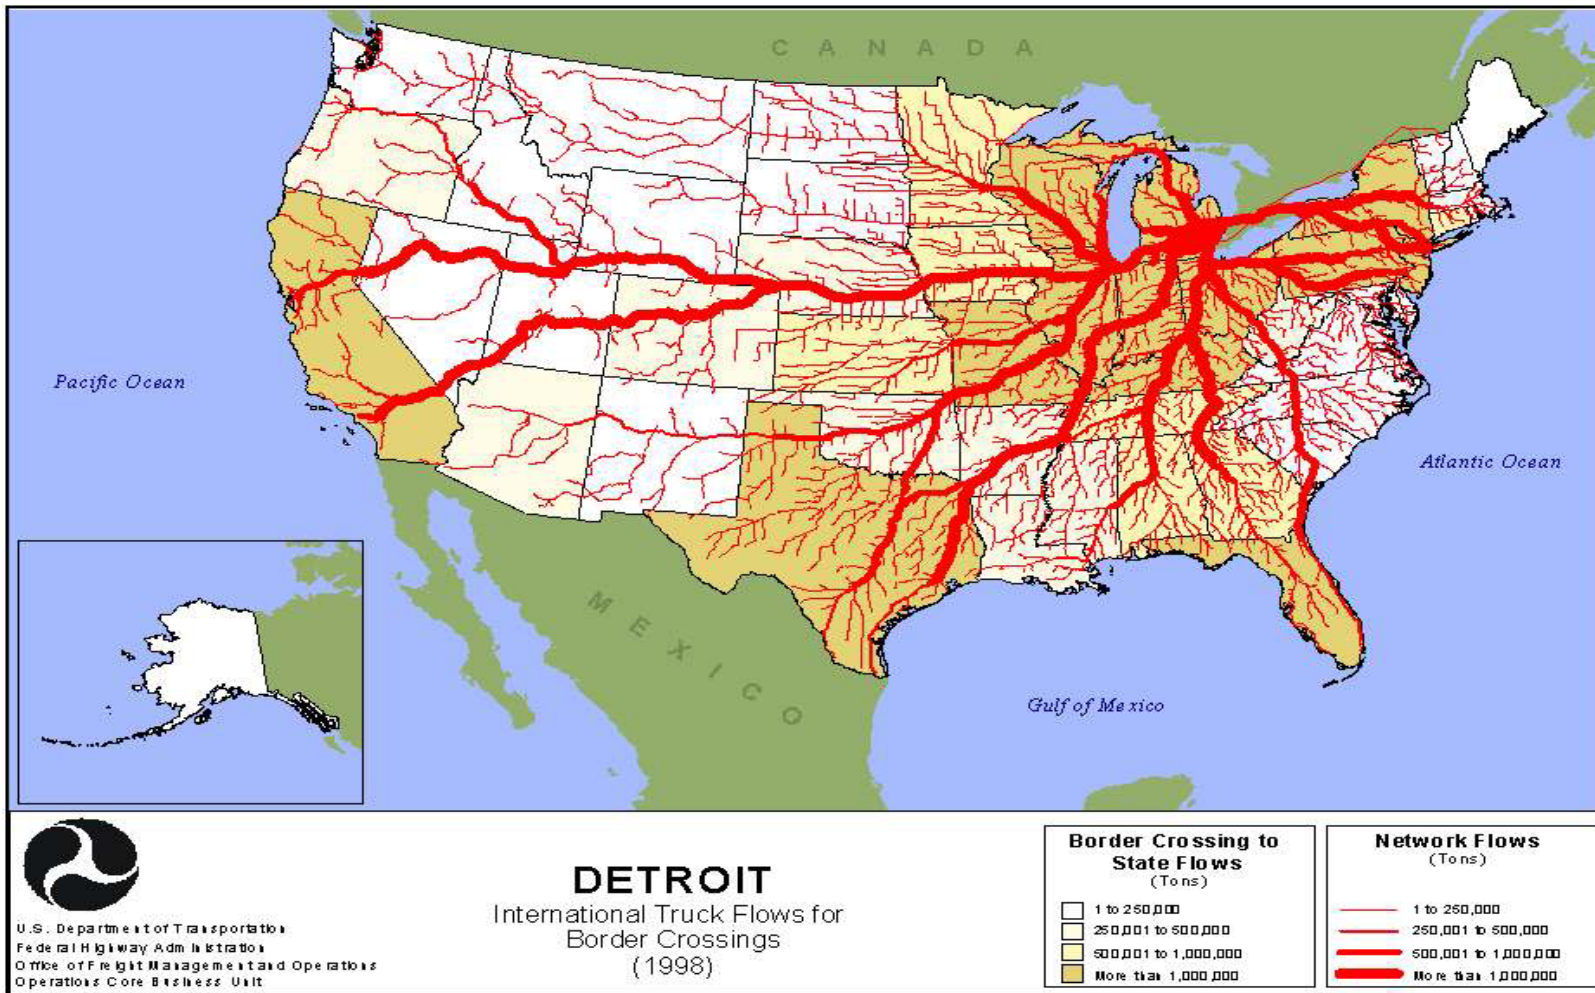 CANADA
Pacific Ocean
Atlantic Ocean
MEXICO
Gulf of Mexico
U.S. Department of Transportation
Federal Highway Administration
Office of Freight Management and Operations
Operations Core Business Unit
DETROIT
International Truck Flows for
Border Crossings
(1998)
Border Crossing to
State Flows
(Tons)
1 to 250,000
250,001 to 500,000
500,001 to 1,000,000
More than 1,000,000
Network Flows
(Tons)
1 to 250,000
250,001 to 500,000
500,001 to 1,000,000
More than 1,000,000